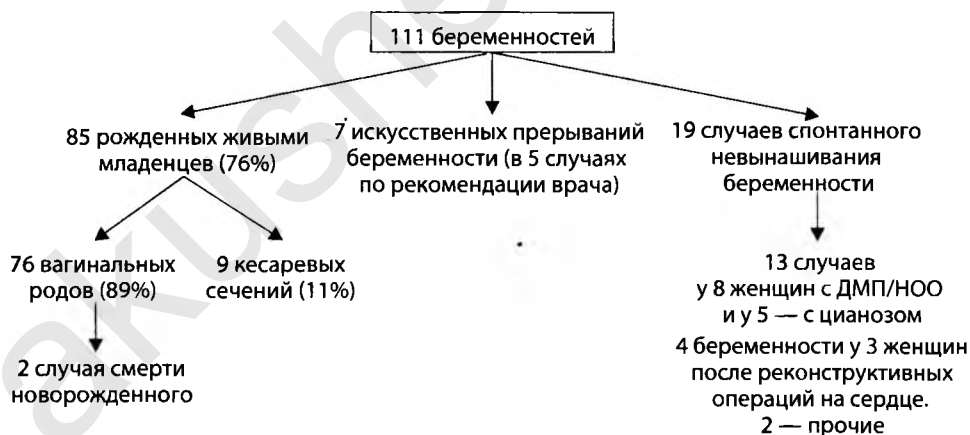 111 беременностей
85 рожденных живыми
младенцев (76%)
7 искусственных прерываний
беременности (в 5 случаях
по рекомендации врача)
19 случаев спонтанного
невынашивания
беременности
76 вагинальных
родов (89%)
9 кесаревых
сечений (11%)
13 случаев
у 8 женщин с ДМП/НОО
и у 5 — с цианозом
2 случая смерти
новорожденного
4 беременности у 3 женщин
после реконструктивных
операций на сердце.
2 — прочие
akushe